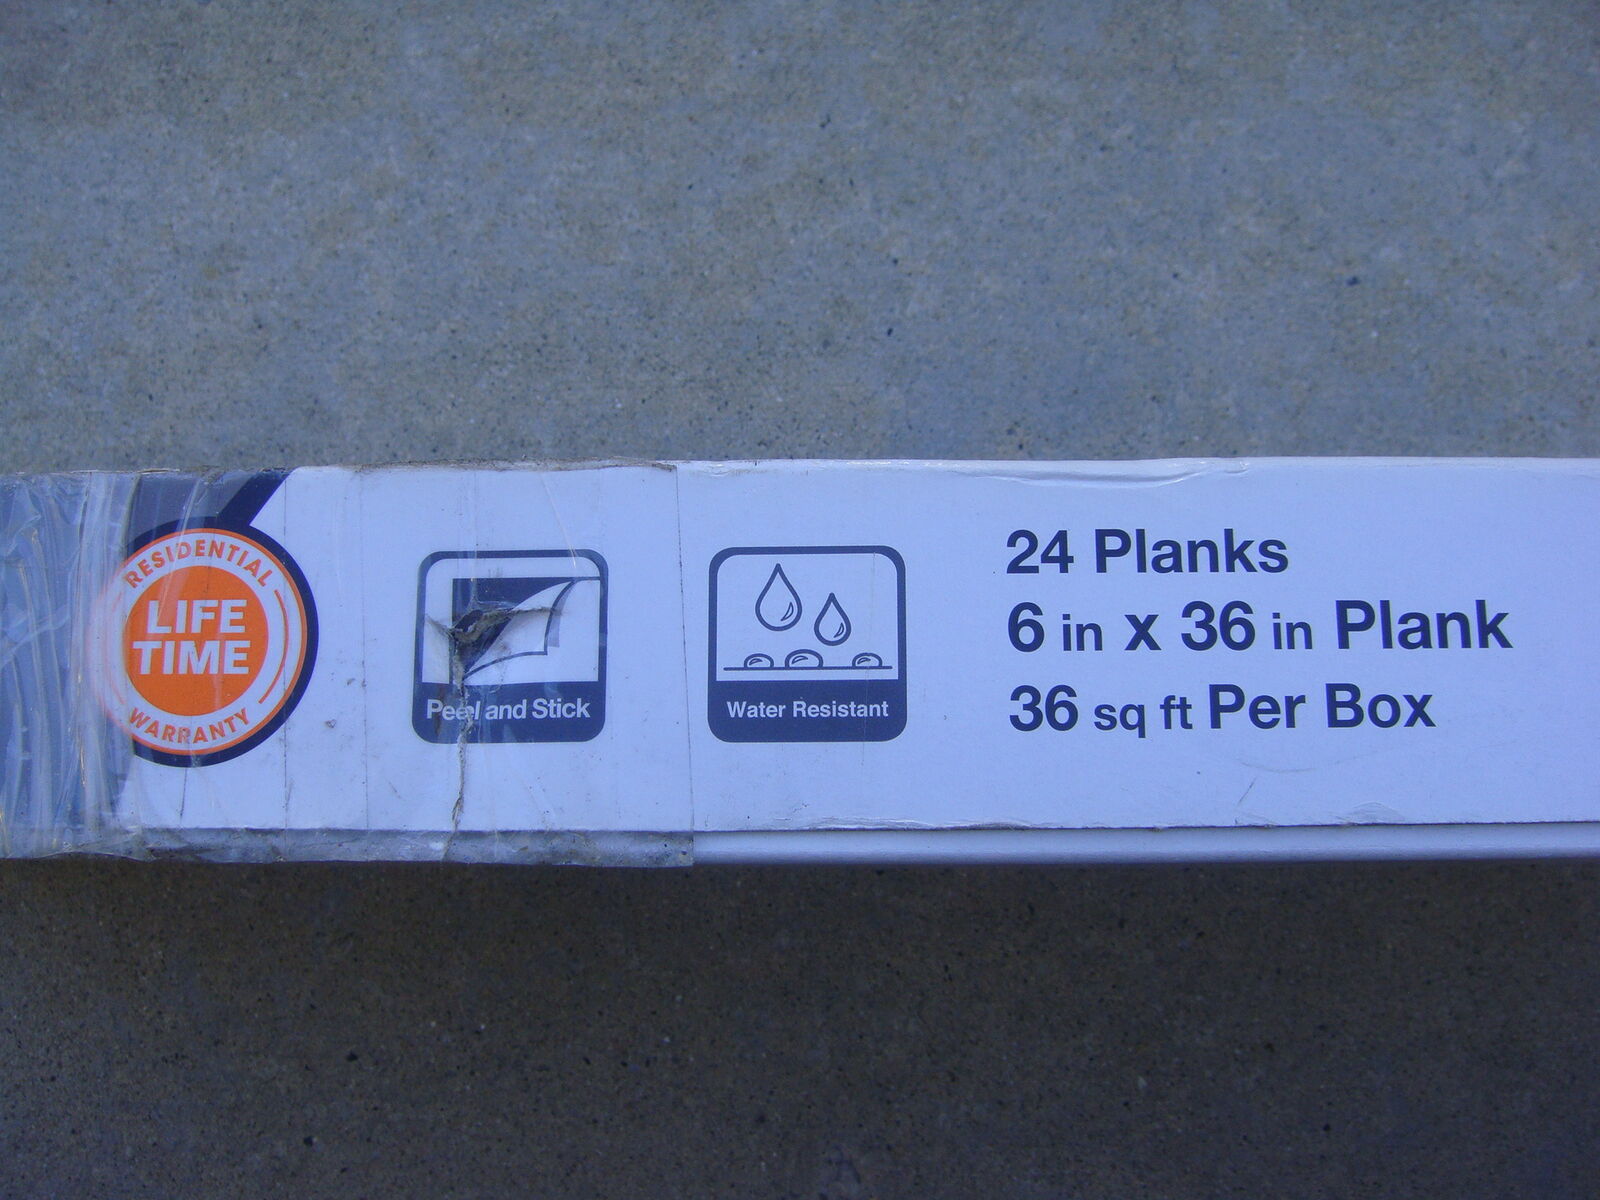 RESIDENTIAL
LIFE
TIME
WARRANTY
Peel and Stick
Water Resistant
24 Planks
6 in x 36 in Plank
36 sq ft Per Box